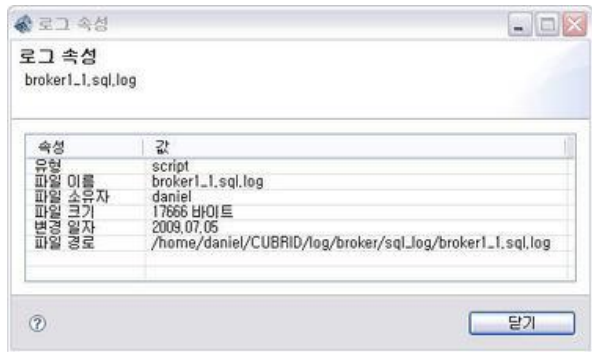 로그 속성
로그 속성
broker1_1.sql.log
속성 값
유형 script
파일 이름 broker1_1.sql.log
파일 소유자 daniel
파일 크기 17666 바이트
변경 일자 2009.07.05
파일 경로 /home/daniel/CUBRID/log/broker/sql_log/broker1_1.sql.log
?
닫기